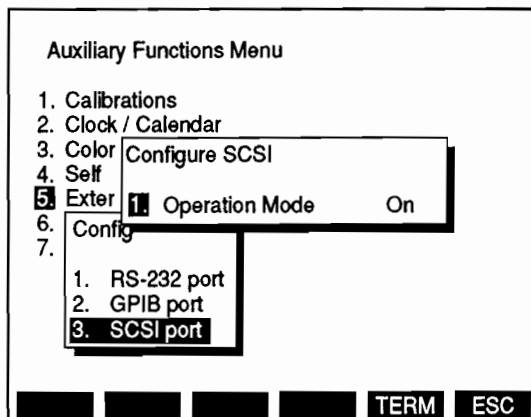 Auxiliary Functions Menu
1. Calibrations
2. Clock / Calendar
3. Color
4. Self
5. Exter
6.
7.
Configure SCSI
1. Operation Mode On
Config
1. RS-232 port
2. GPIB port
3. SCSI port
TERM ESC